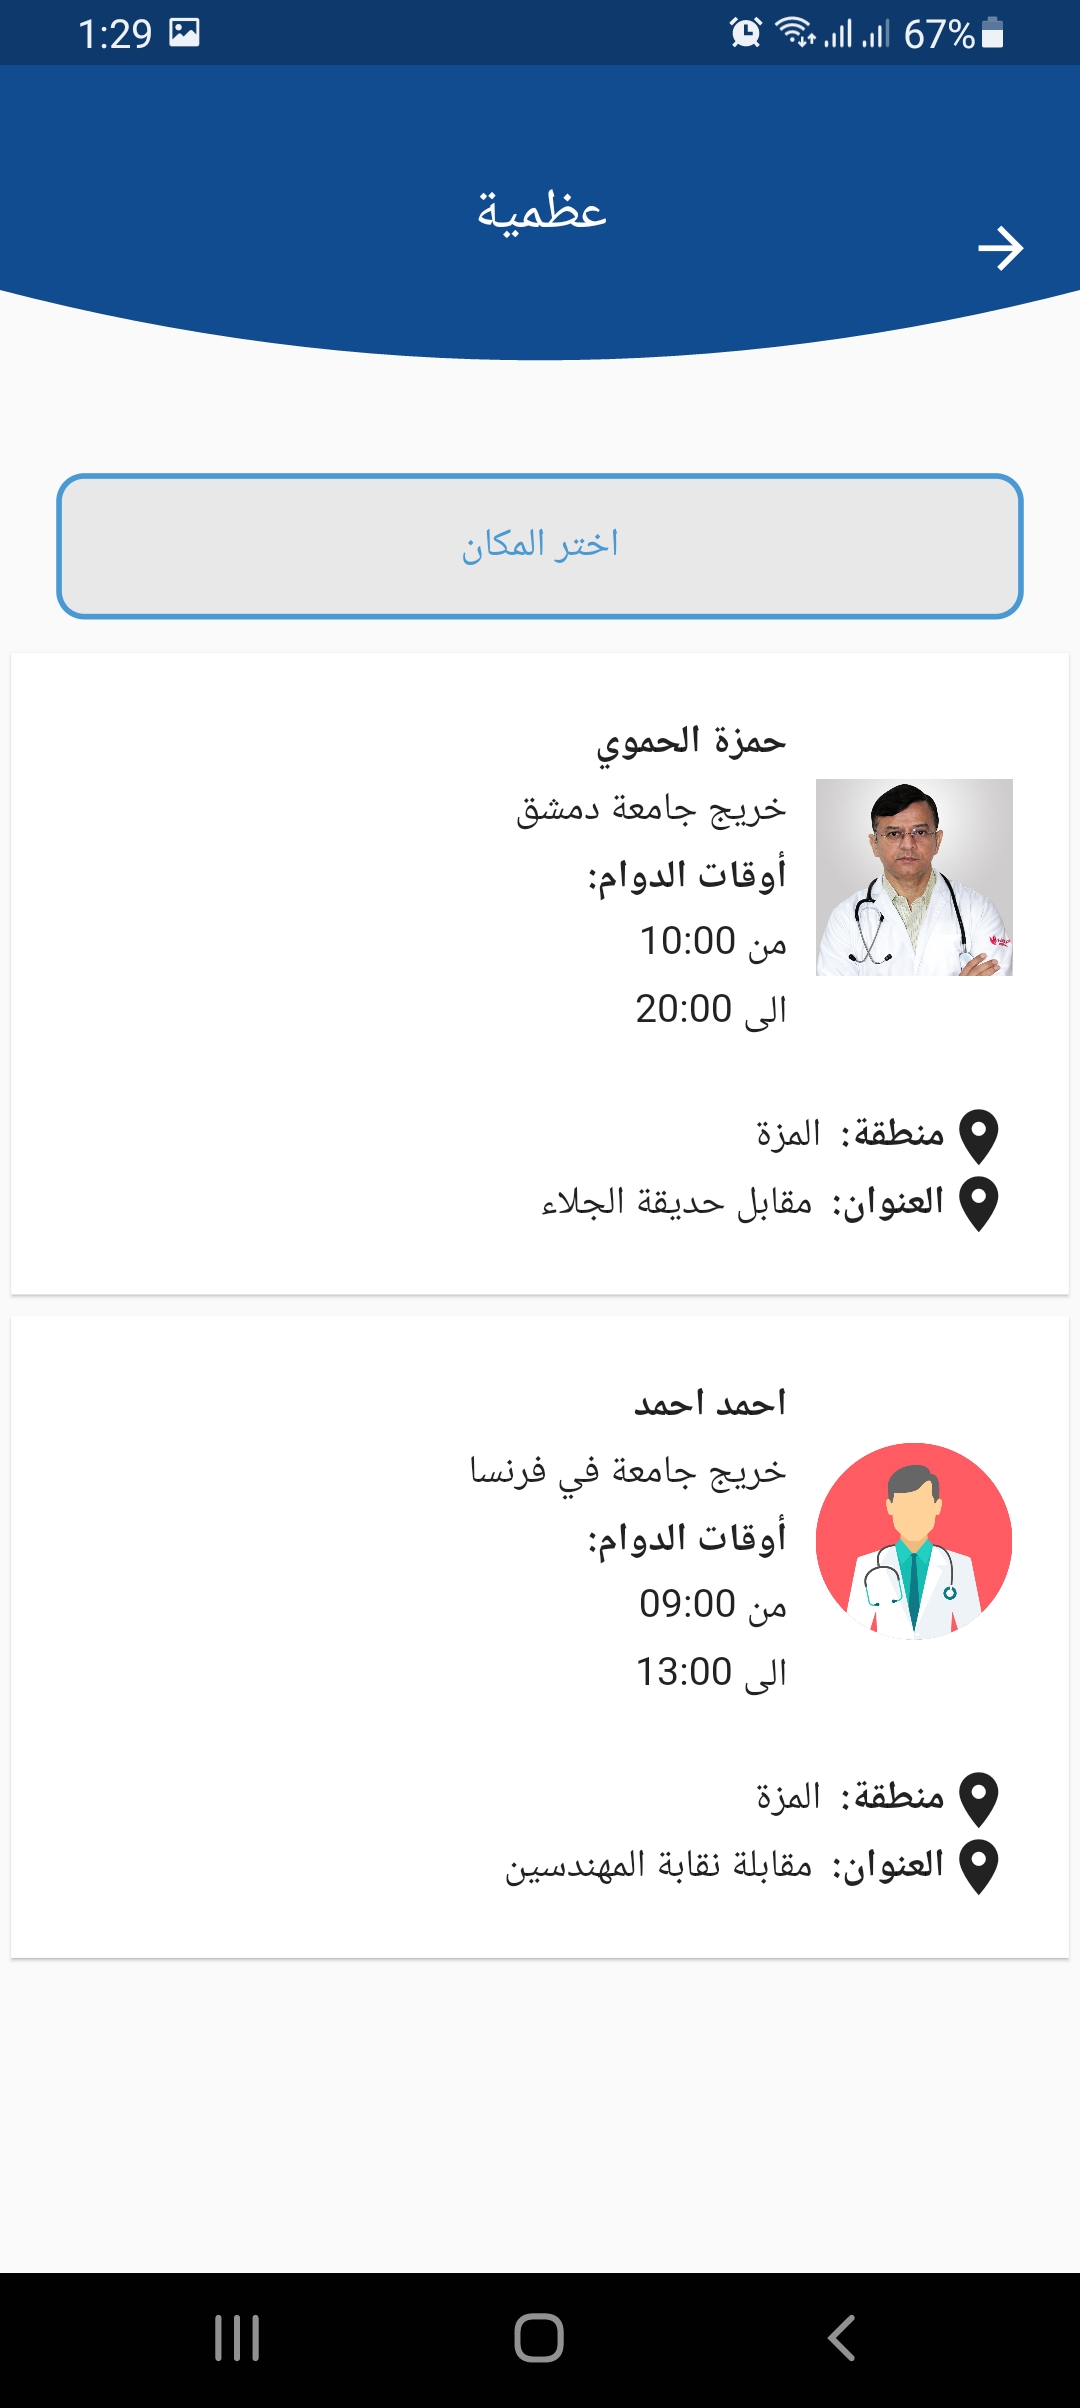 1:29
67%
عظمية
اختر المكان
حمزة الحموي
خريج جامعة دمشق
أوقات الدوام:
من 10:00
الى 20:00
منطقة: المزة
العنوان: مقابل حديقة الجلاء
احمد احمد
خريج جامعة في فرنسا
أوقات الدوام:
من 09:00
الى 13:00
منطقة: المزة
العنوان: مقابلة نقابة المهندسين